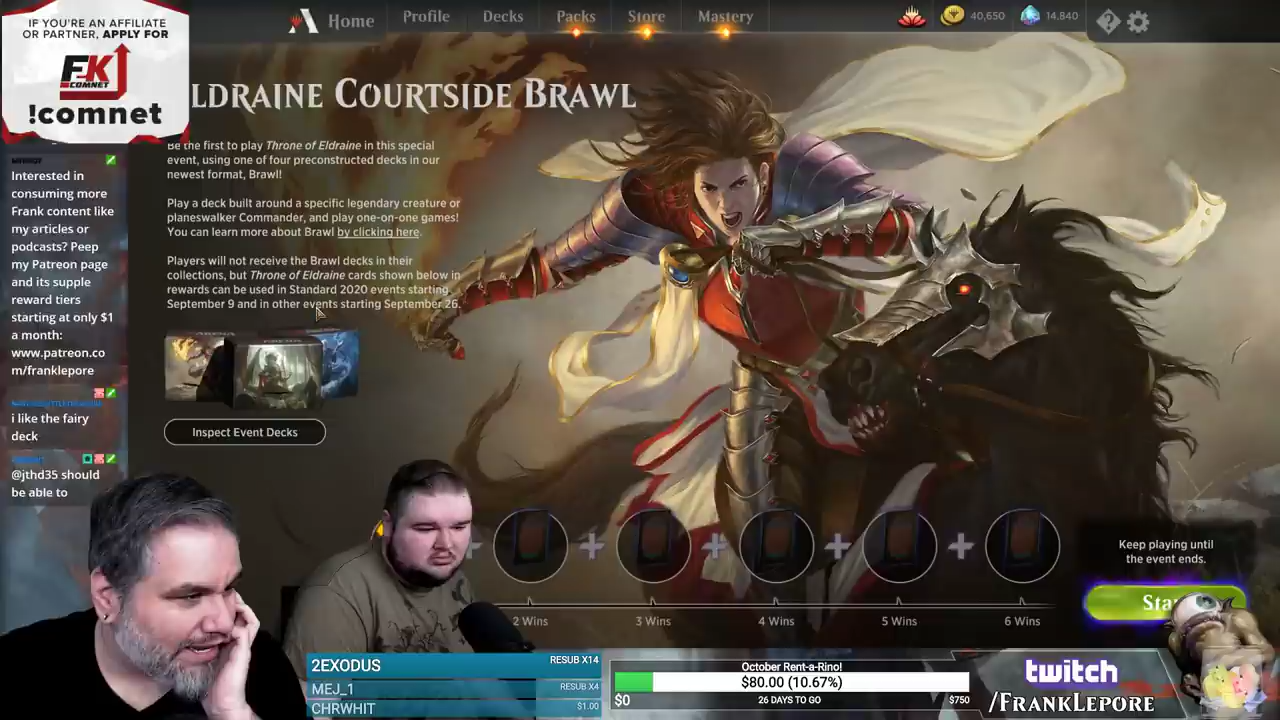 IF YOU'RE AN AFFILIATE
OR PARTNER, APPLY FOR
FK
COMNET
!comnet
Home
Profile
Decks
Packs
Store
Mastery
40,650
14,840
LDRAINE COURTSIDE BRAWL
Be the first to play Throne of Eldraine in this special
event, using one of four preconstructed decks in our
newest format, Brawl!
Play a deck built around a specific legendary creature or
planeswalker Commander, and play one-on-one games!
You can learn more about Brawl by clicking here.
Players will not receive the Brawl decks in their
collections, but Throne of Eldraine cards shown below in
rewards can be used in Standard 2020 events starting
September 9 and in other events starting September 26.
Inspect Event Decks
Interested in
consuming more
Frank content like
my articles or
podcasts? Peep
my Patreon page
and its supple
reward tiers
starting at only $1
a month:
www.patreon.co
m/franklepore
i like the fairy
deck
@jthd35 should
be able to
2 Wins
3 Wins
4 Wins
5 Wins
6 Wins
Keep playing until
the event ends.
2EXODUS
RESUB X14
MEJ_1
RESUB X4
CHRWHIT
$1.00
October Rent-a-Rino!
$80.00 (10.67%)
$0
26 DAYS TO GO
$750
twitch
/FRANKLEPORE